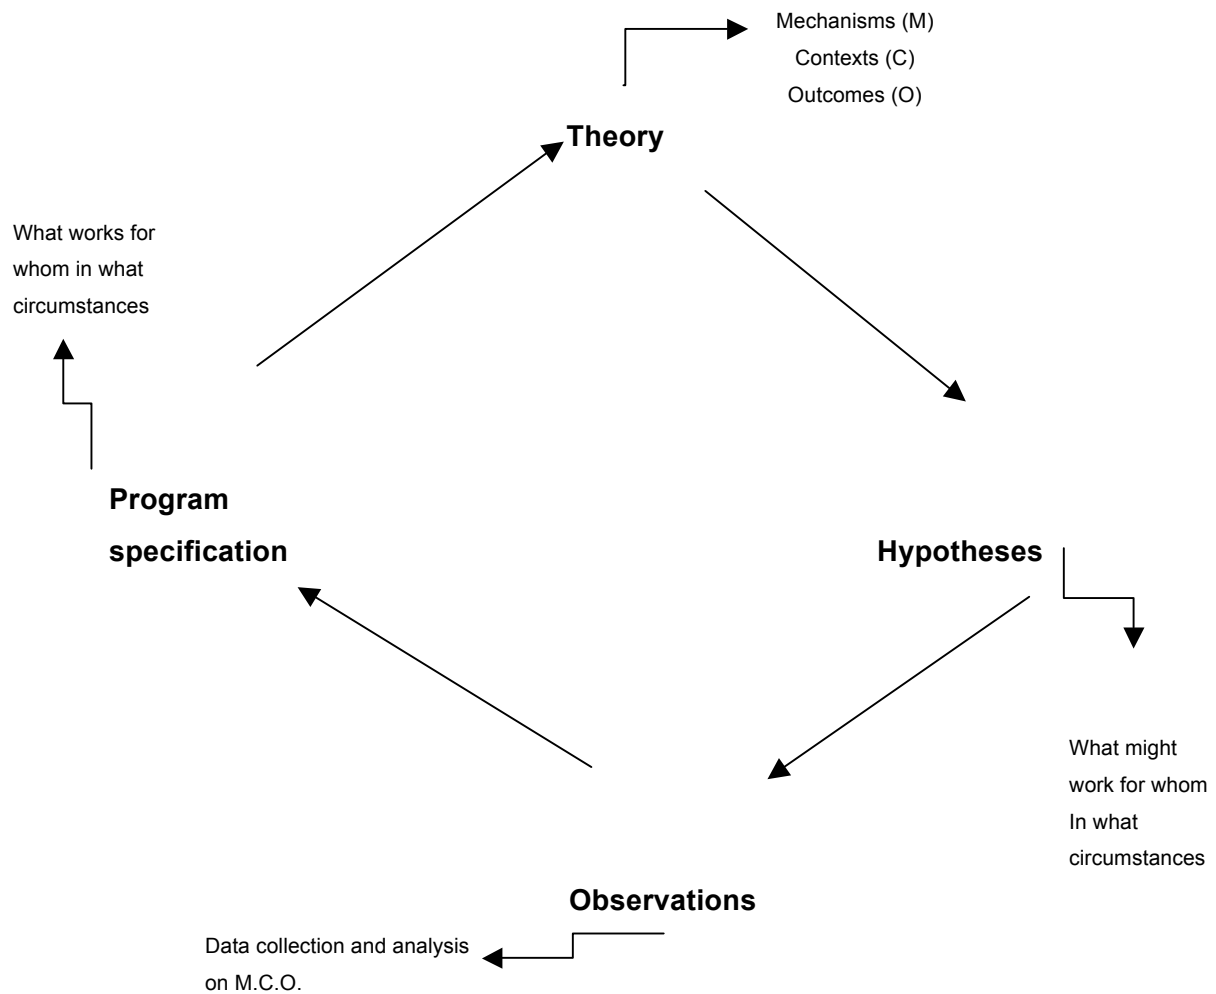 Mechanisms (M)
Contexts (C)
Outcomes (O)
Theory
What works for
whom in what
circumstances
Program
specification
Hypotheses
What might
work for whom
In what
circumstances
Observations
Data collection and analysis
on M.C.O.